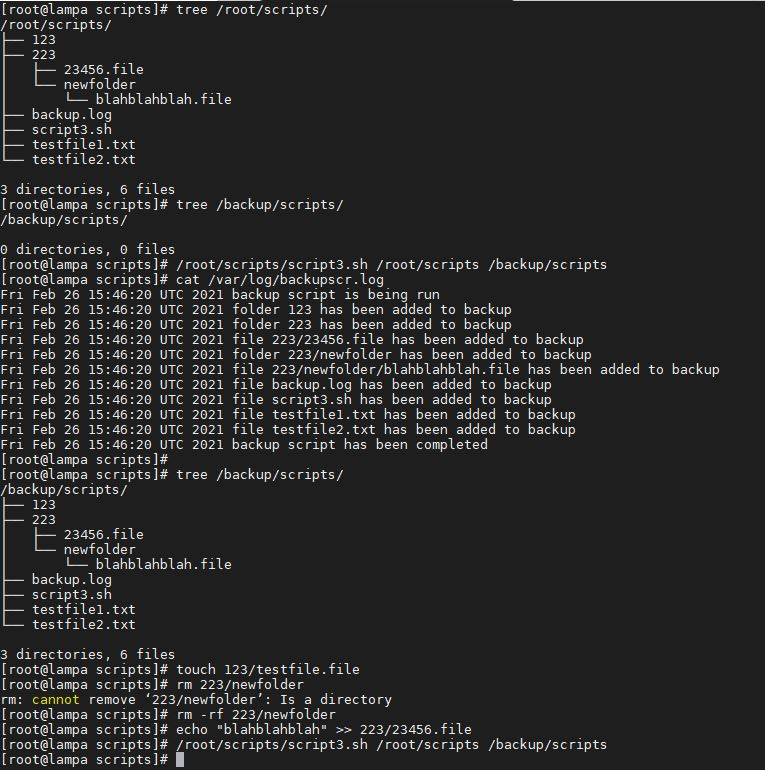 [root@lampa scripts]# tree /root/scripts/
/root/scripts/
├── 123
├── 223
│   ├── 23456.file
│   └── newfolder
│       └── blahblahblah.file
├── backup.log
├── script3.sh
├── testfile1.txt
└── testfile2.txt

3 directories, 6 files
[root@lampa scripts]# tree /backup/scripts/
/backup/scripts/

0 directories, 0 files
[root@lampa scripts]# /root/scripts/script3.sh /root/scripts /backup/scripts
[root@lampa scripts]# cat /var/log/backupscr.log
Fri Feb 26 15:46:20 UTC 2021 backup script is being run
Fri Feb 26 15:46:20 UTC 2021 folder 123 has been added to backup
Fri Feb 26 15:46:20 UTC 2021 folder 223 has been added to backup
Fri Feb 26 15:46:20 UTC 2021 file 223/23456.file has been added to backup
Fri Feb 26 15:46:20 UTC 2021 folder 223/newfolder has been added to backup
Fri Feb 26 15:46:20 UTC 2021 file 223/newfolder/blahblahblah.file has been added to backup
Fri Feb 26 15:46:20 UTC 2021 file backup.log has been added to backup
Fri Feb 26 15:46:20 UTC 2021 file script3.sh has been added to backup
Fri Feb 26 15:46:20 UTC 2021 file testfile1.txt has been added to backup
Fri Feb 26 15:46:20 UTC 2021 file testfile2.txt has been added to backup
Fri Feb 26 15:46:20 UTC 2021 backup script has been completed
[root@lampa scripts]#
[root@lampa scripts]# tree /backup/scripts/
/backup/scripts/
├── 123
├── 223
│   ├── 23456.file
│   └── newfolder
│       └── blahblahblah.file
├── backup.log
├── script3.sh
├── testfile1.txt
└── testfile2.txt

3 directories, 6 files
[root@lampa scripts]# touch 123/testfile.file
[root@lampa scripts]# rm 223/newfolder
rm: cannot remove ‘223/newfolder’: Is a directory
[root@lampa scripts]# rm -rf 223/newfolder
[root@lampa scripts]# echo "blahblahblah" >> 223/23456.file
[root@lampa scripts]# /root/scripts/script3.sh /root/scripts /backup/scripts
[root@lampa scripts]#